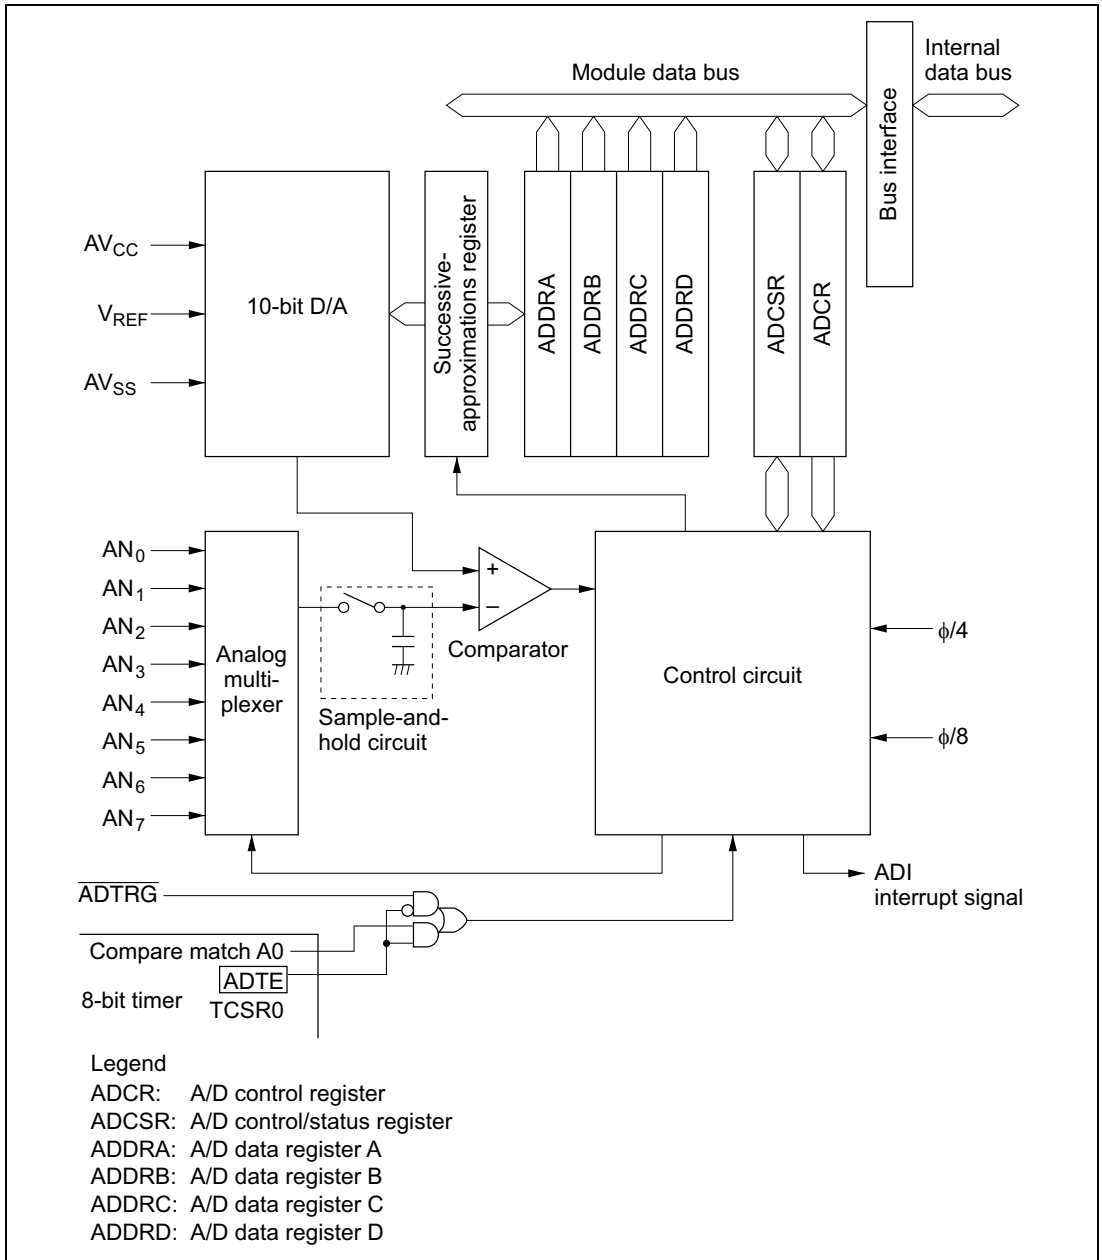 Module data bus
Internal
data bus
Bus interface
AVCC
VREF
AVSS
10-bit D/A
Successive-
approximations register
ADDRA
ADDRB
ADDRC
ADDRD
ADCSR
ADCR
AN0
AN1
AN2
AN3
AN4
AN5
AN6
AN7
Analog
multi-
plexer
Sample-and-
hold circuit
+
−
Comparator
Control circuit
ϕ/4
ϕ/8
ADI
interrupt signal
ADTRG
Compare match A0
ADTE
8-bit timer
TCSR0
Legend
ADCR: A/D control register
ADCSR: A/D control/status register
ADDRA: A/D data register A
ADDRB: A/D data register B
ADDRC: A/D data register C
ADDRD: A/D data register D